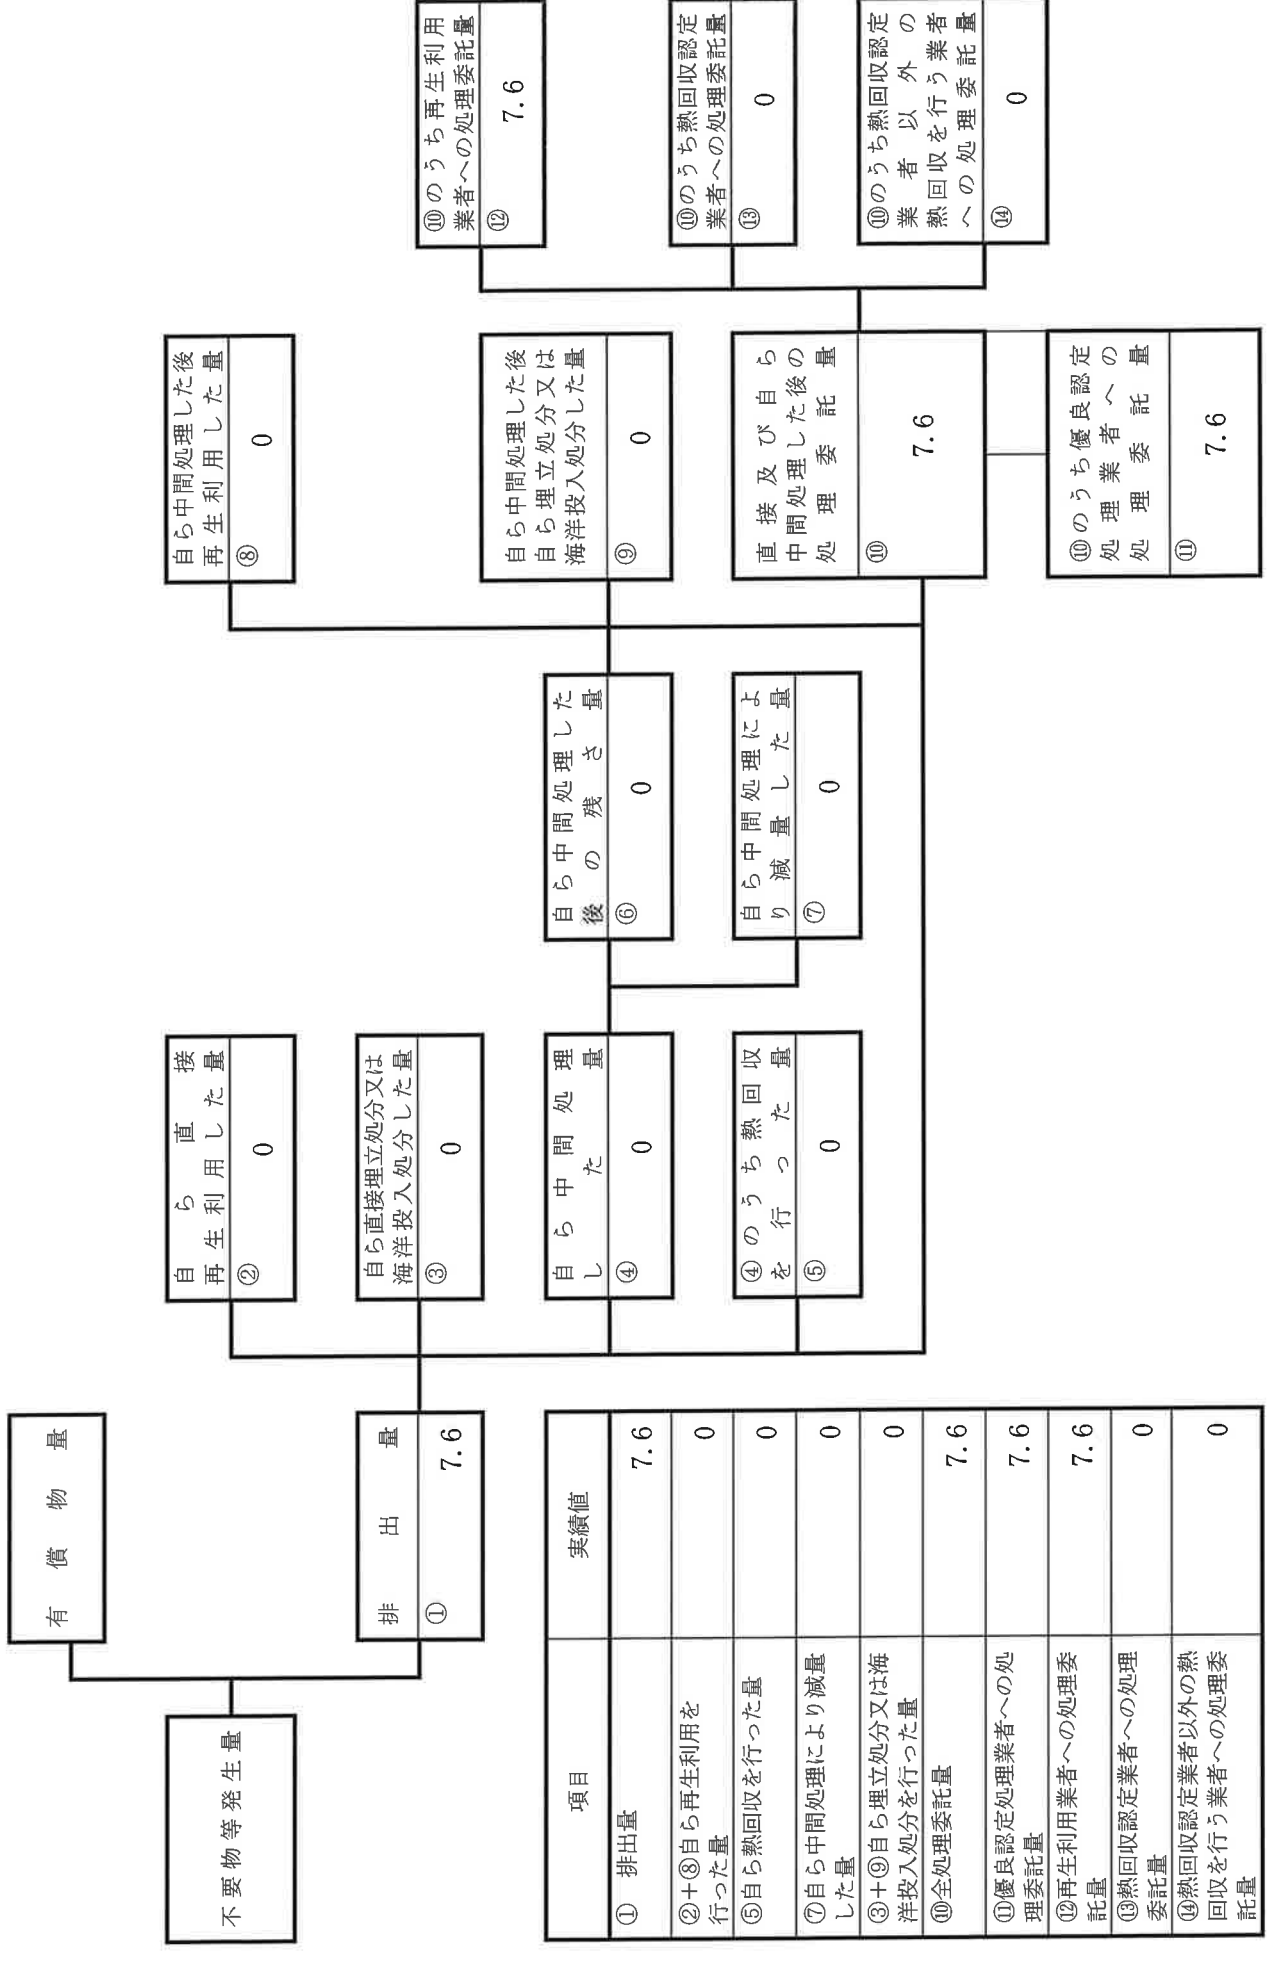 不要物等発生量
有償物量
排出量
① 7.6
自ら直接
再生利用した量
② 0
自ら直接埋立処分又は
海洋投入処分した量
③ 0
自ら中間処理
した量
④ 0
④のうち熱回収
を行った量
⑤ 0
自ら中間処理した
後の残さ量
⑥ 0
自ら中間処理によ
り減量した量
⑦ 0
自ら中間処理した後
再生利用した量
⑧ 0
自ら中間処理した後
自ら埋立処分又は
海洋投入処分した量
⑨ 0
直接及び自ら
中間処理した後の
処理委託量
⑩ 7.6
⑩のうち優良認定
処理業者への
処理委託量
⑪ 7.6
⑩のうち再生利用
業者への処理委託量
⑫ 7.6
⑩のうち熱回収認定
業者への処理委託量
⑬ 0
⑩のうち熱回収認定
業者以外の
熱回収を行う業者
への処理委託量
⑭ 0
項目 実績値
① 排出量 7.6
②+⑧自ら再生利用を
行った量 0
⑤自ら熱回収を行った量 0
⑦自ら中間処理により減量
した量 0
③+⑨自ら埋立処分又は海
洋投入処分を行った量 0
⑩全処理委託量 7.6
⑪優良認定処理業者への処
理委託量 7.6
⑫再生利用業者への処理委
託量 7.6
⑬熱回収認定業者への処理
委託量 0
⑭熱回収認定業者以外の熱
回収を行う業者への処理委
託量 0